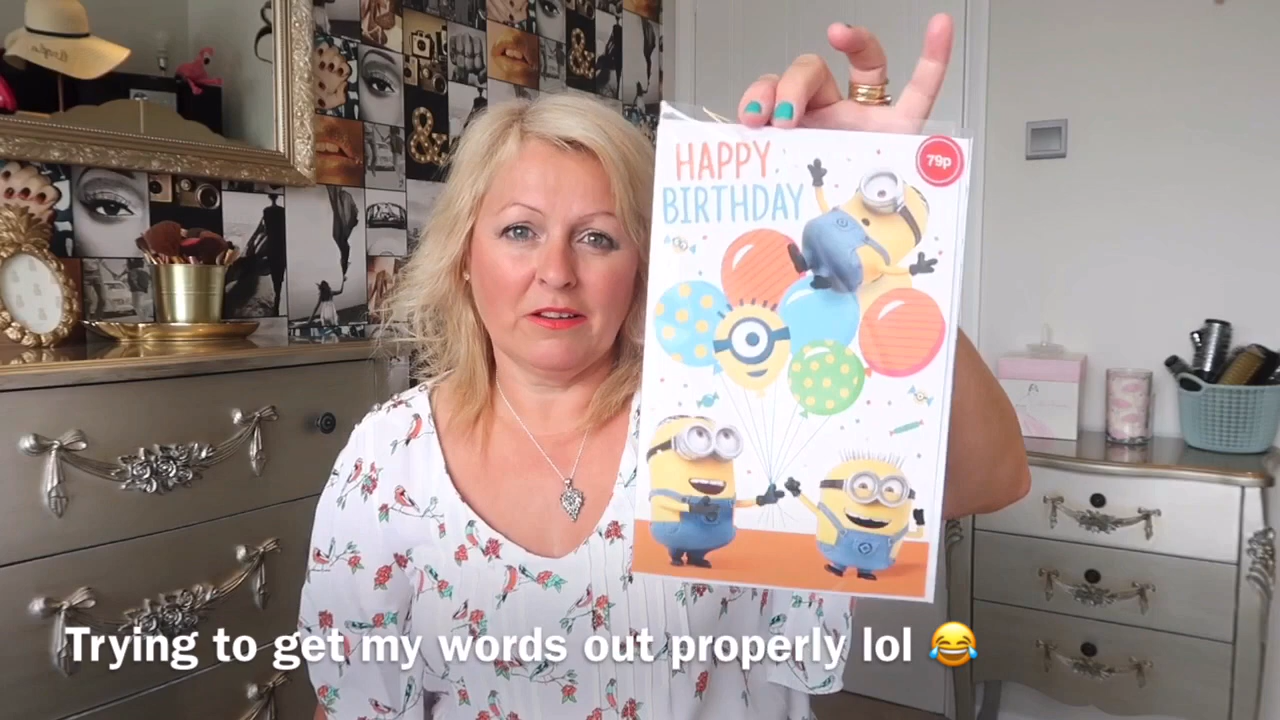 HAPPY
BIRTHDAY
79p
&
&
Trying to get my words out properly lol 😂